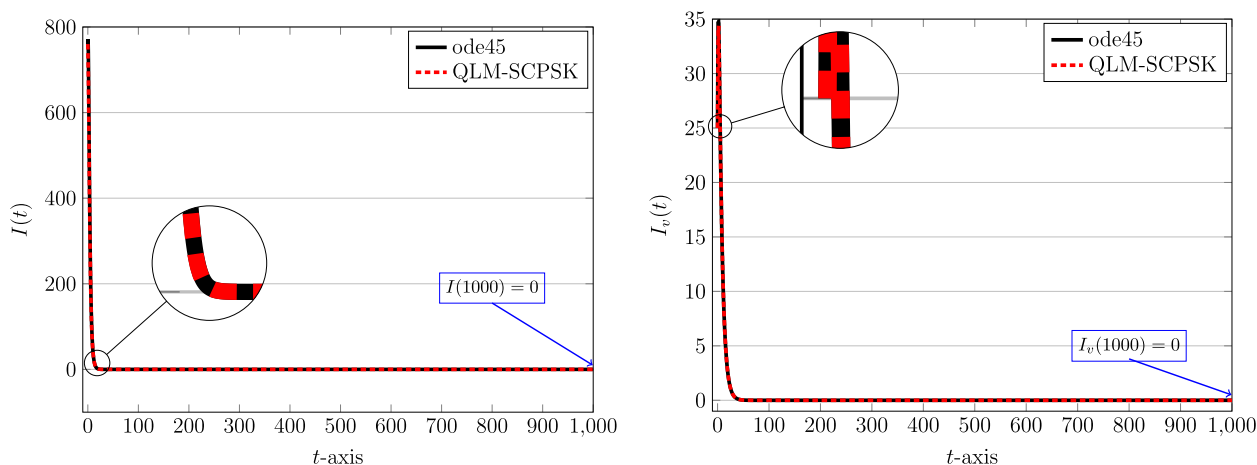 800
600
400
200
0
I(t)
ode45
QLM-SCPSK
I(1000) = 0
0 100 200 300 400 500 600 700 800 900 1,000
t-axis
35
30
25
20
15
10
5
0
I_v(t)
ode45
QLM-SCPSK
I_v(1000) = 0
0 100 200 300 400 500 600 700 800 900 1,000
t-axis